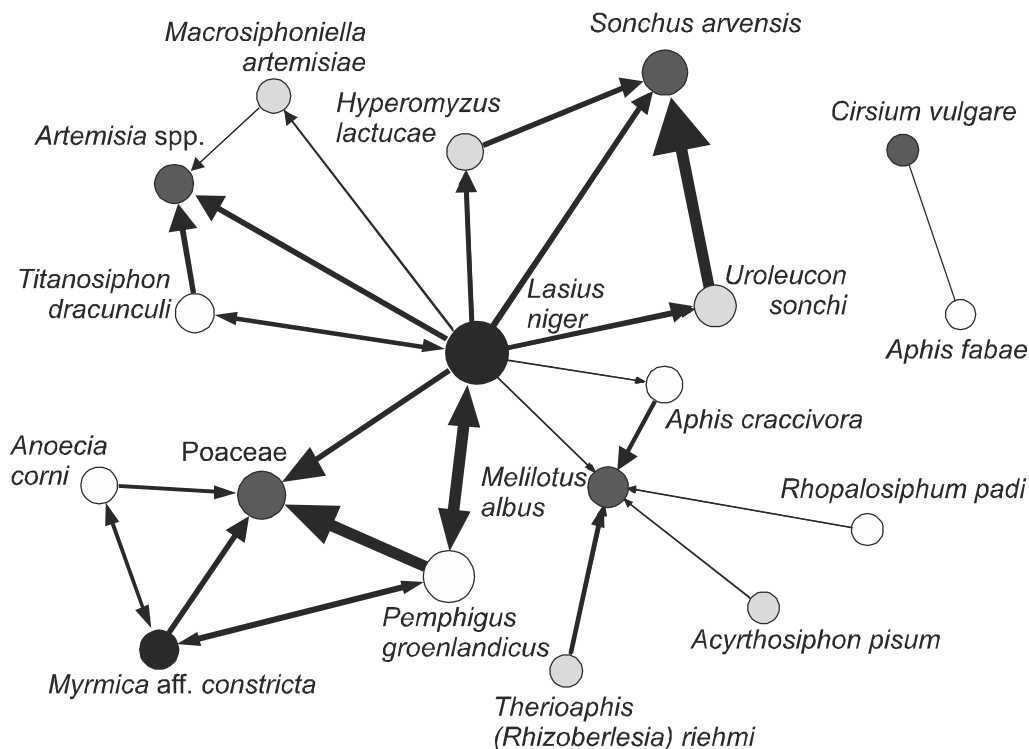 Macrosiphoniella
artemisiae
Sonchus arvensis
Hyperomyzus
lactucae
Cirsium vulgare
Artemisia spp.
Titanosiphon
dracunculi
Lasius
niger
Uroleucon
sonchi
Aphis fabae
Aphis craccivora
Anoecia
corni
Poaceae
Melilotus
albus
Rhopalosiphum padi
Pemphigus
groenlandicus
Acyrthosiphon pisum
Myrmica aff. constricta
Therioaphis
(Rhizoberlesia) riehmi